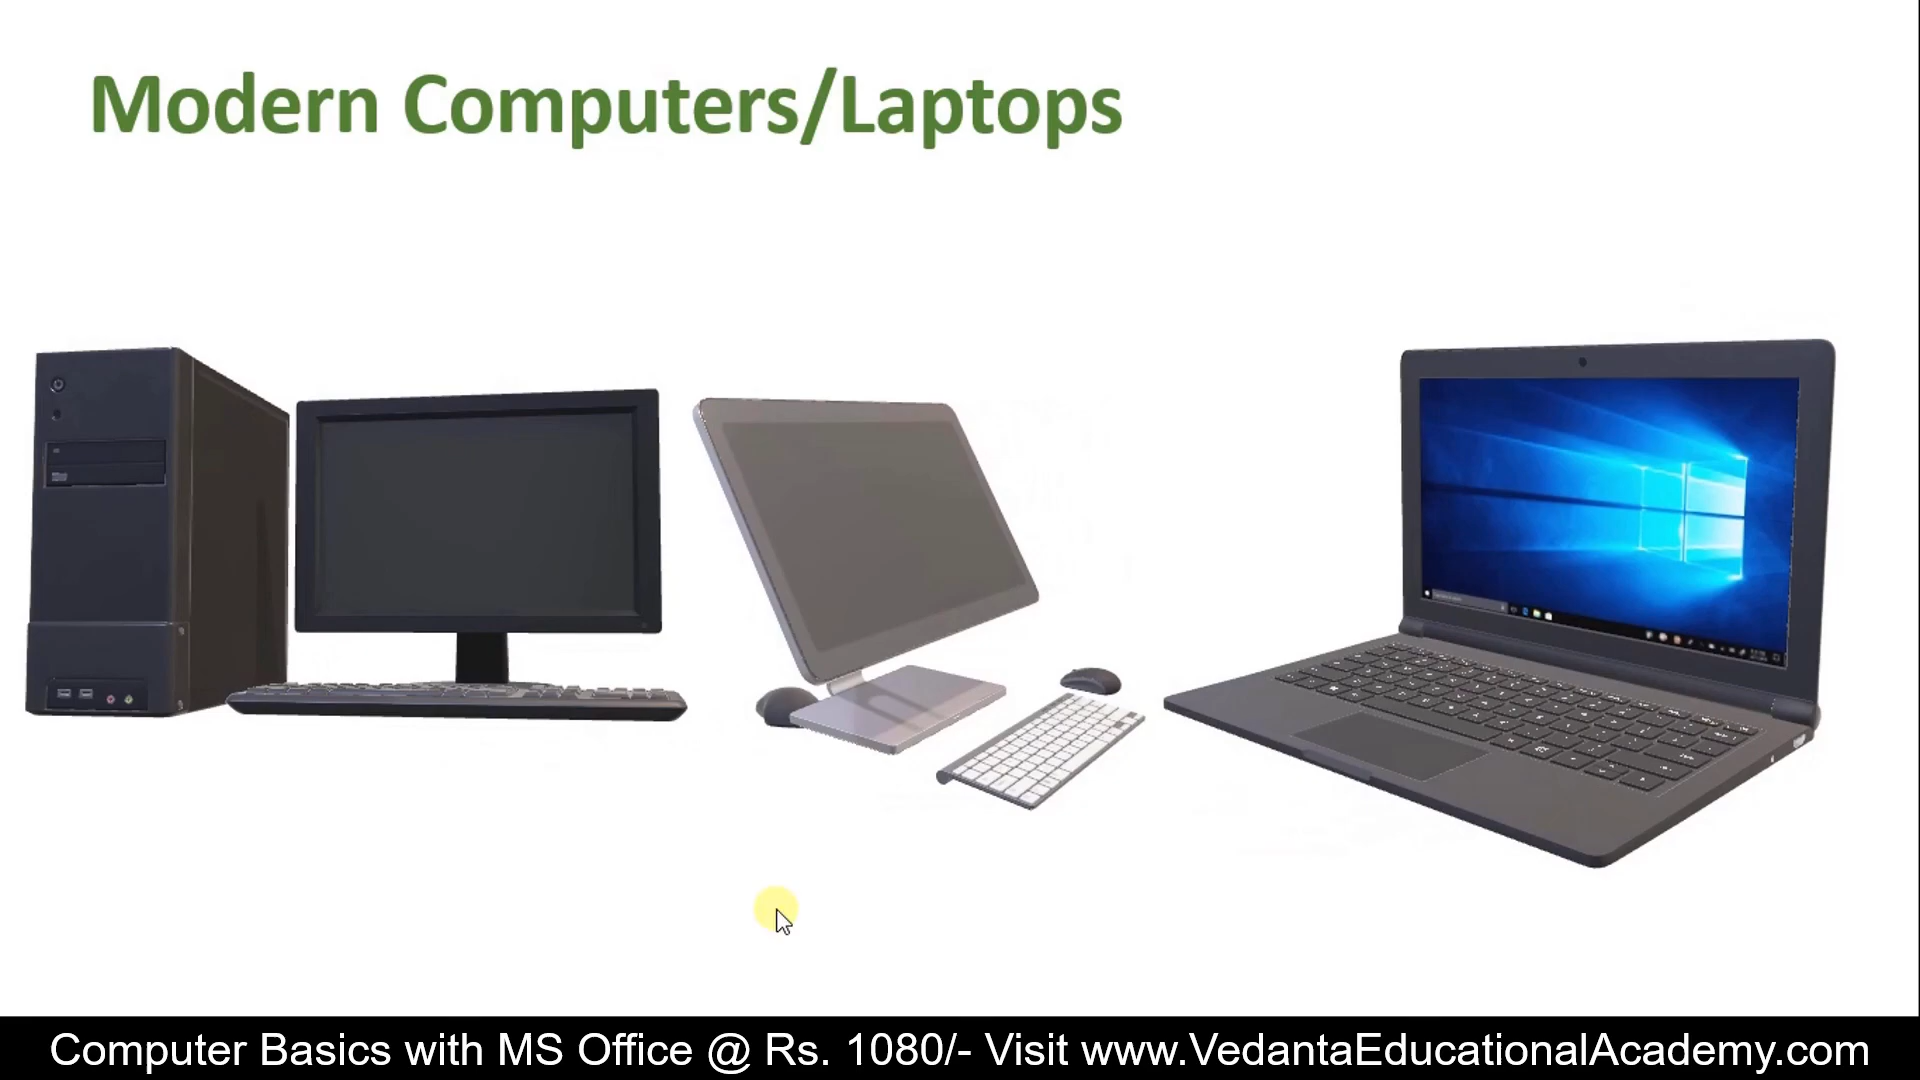 Modern Computers/Laptops
Computer Basics with MS Office @ Rs. 1080/- Visit www.VedantaEducationalAcademy.com